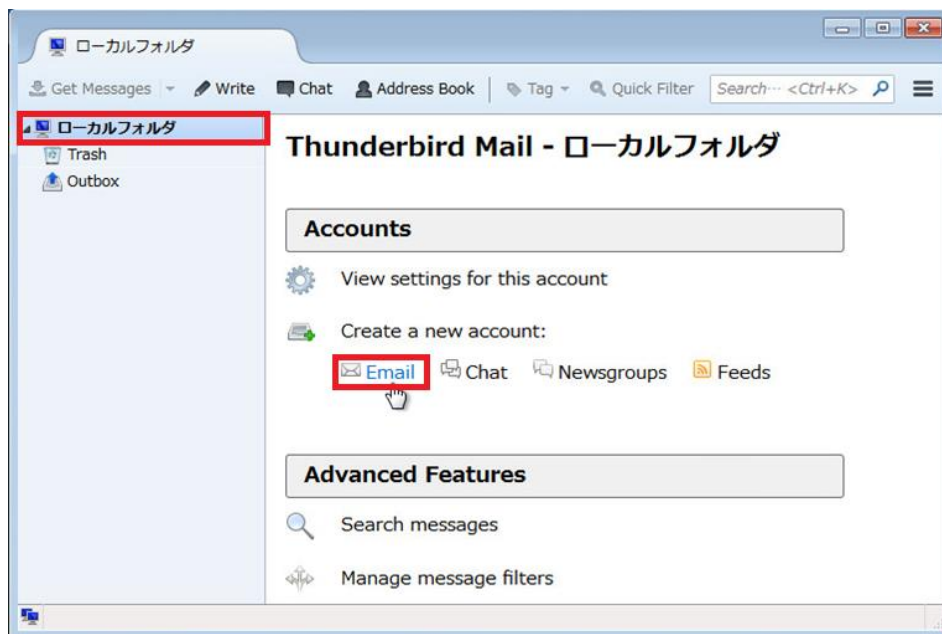 ローカルフォルダ
Get Messages Write Chat Address Book Tag Quick Filter Search… <Ctrl+K>
ローカルフォルダ
Trash
Outbox
Thunderbird Mail - ローカルフォルダ
Accounts
View settings for this account
Create a new account:
Email Chat Newsgroups Feeds
Advanced Features
Search messages
Manage message filters